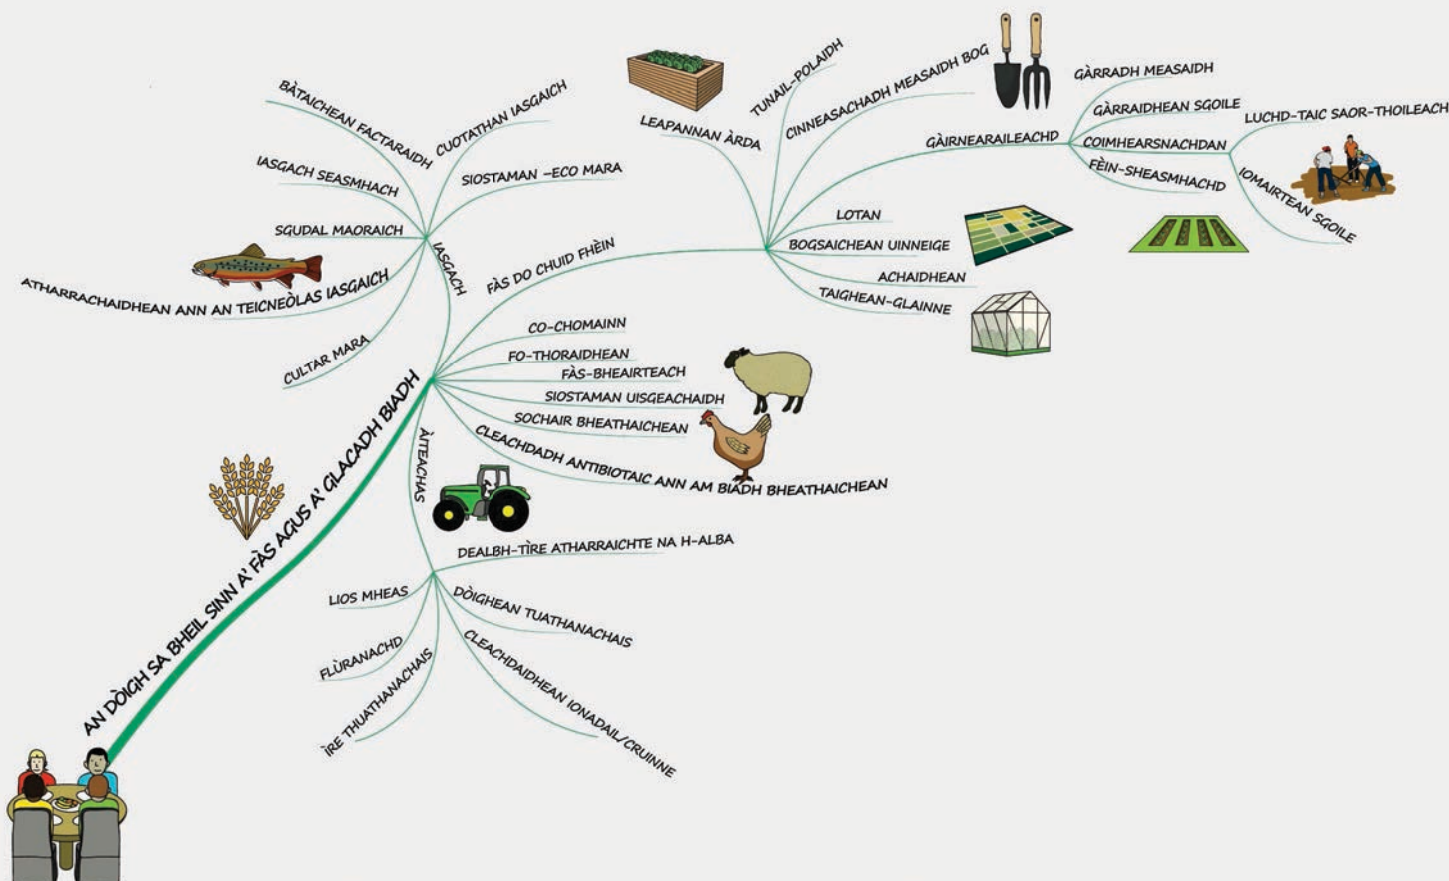 AN DÒIGH SA BHEIL SINN A' FÀS AGUS A' GLACADH BIADH
IASGACH
BÀTAICHEAN FACTARAIDH
CUOTATHAN IASGAICH
IASGACH SEASMHACH
SIOSTAMAN –ECO MARA
SGUDAL MAORAICH
ATHARRACHAIDHEAN ANN AN TEICNEÒLAS IASGAICH
CULTAR MARA
FÀS DO CHUID FHÈIN
LEAPANNAN ÀRDA
TUNAIL-POLAIDH
CINNEASACHADH MEASAIDH BOG
GÀIRNEARAILEACHD
GÀRRADH MEASAIDH
GÀRRAIDHEAN SGOILE
COIMHEARSNACHDAN
FÈIN-SHEASMHACHD
LUCHD-TAIC SAOR-THOILEACH
IOMAIRTEAN SGOILE
LOTAN
BOGSAICHEAN UINNEIGE
ACHAIDHEAN
TAIGHEAN-GLAINNE
CO-CHOMAINN
FO-THORAIDHEAN
FÀS-BHEAIRTEACH
SIOSTAMAN UISGEACHAIDH
SOCHAIR BHEATHAICHEAN
CLEACHDADH ANTIBIOTAIC ANN AM BIADH BHEATHAICHEAN
ÀITEACHAS
DEALBH-TÌRE ATHARRAICHTE NA H-ALBA
LIOS MHEAS
DÒIGHEAN TUATHANACHAIS
FLÙRANACHD
ÌRE THUATHANACHAIS
CLEACHDAIDHEAN IONADAIL/CRUINNE